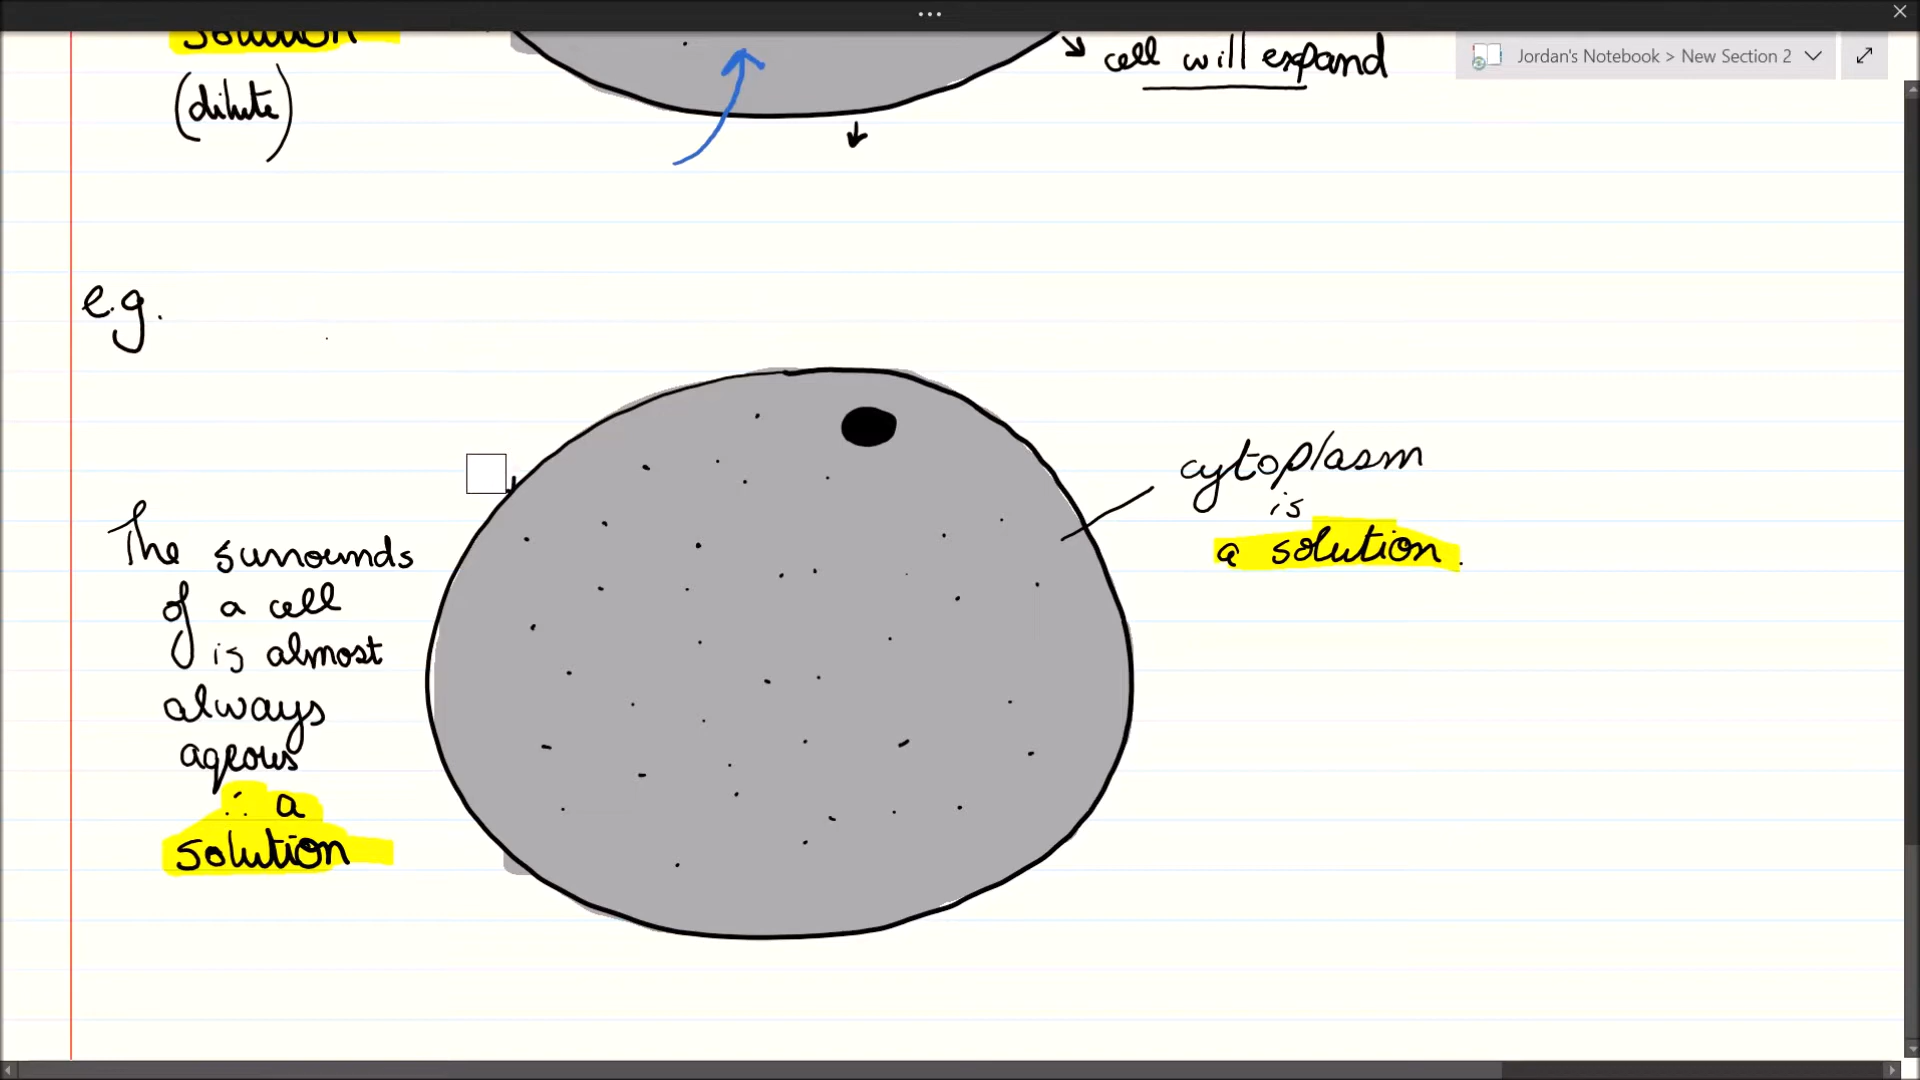 solution
(dilute)
cell will expand
Jordan's Notebook > New Section 2
e.g.
cytoplasm
is
a solution.
The surrounds
of a cell
is almost
always
aqeous
∴ a
solution